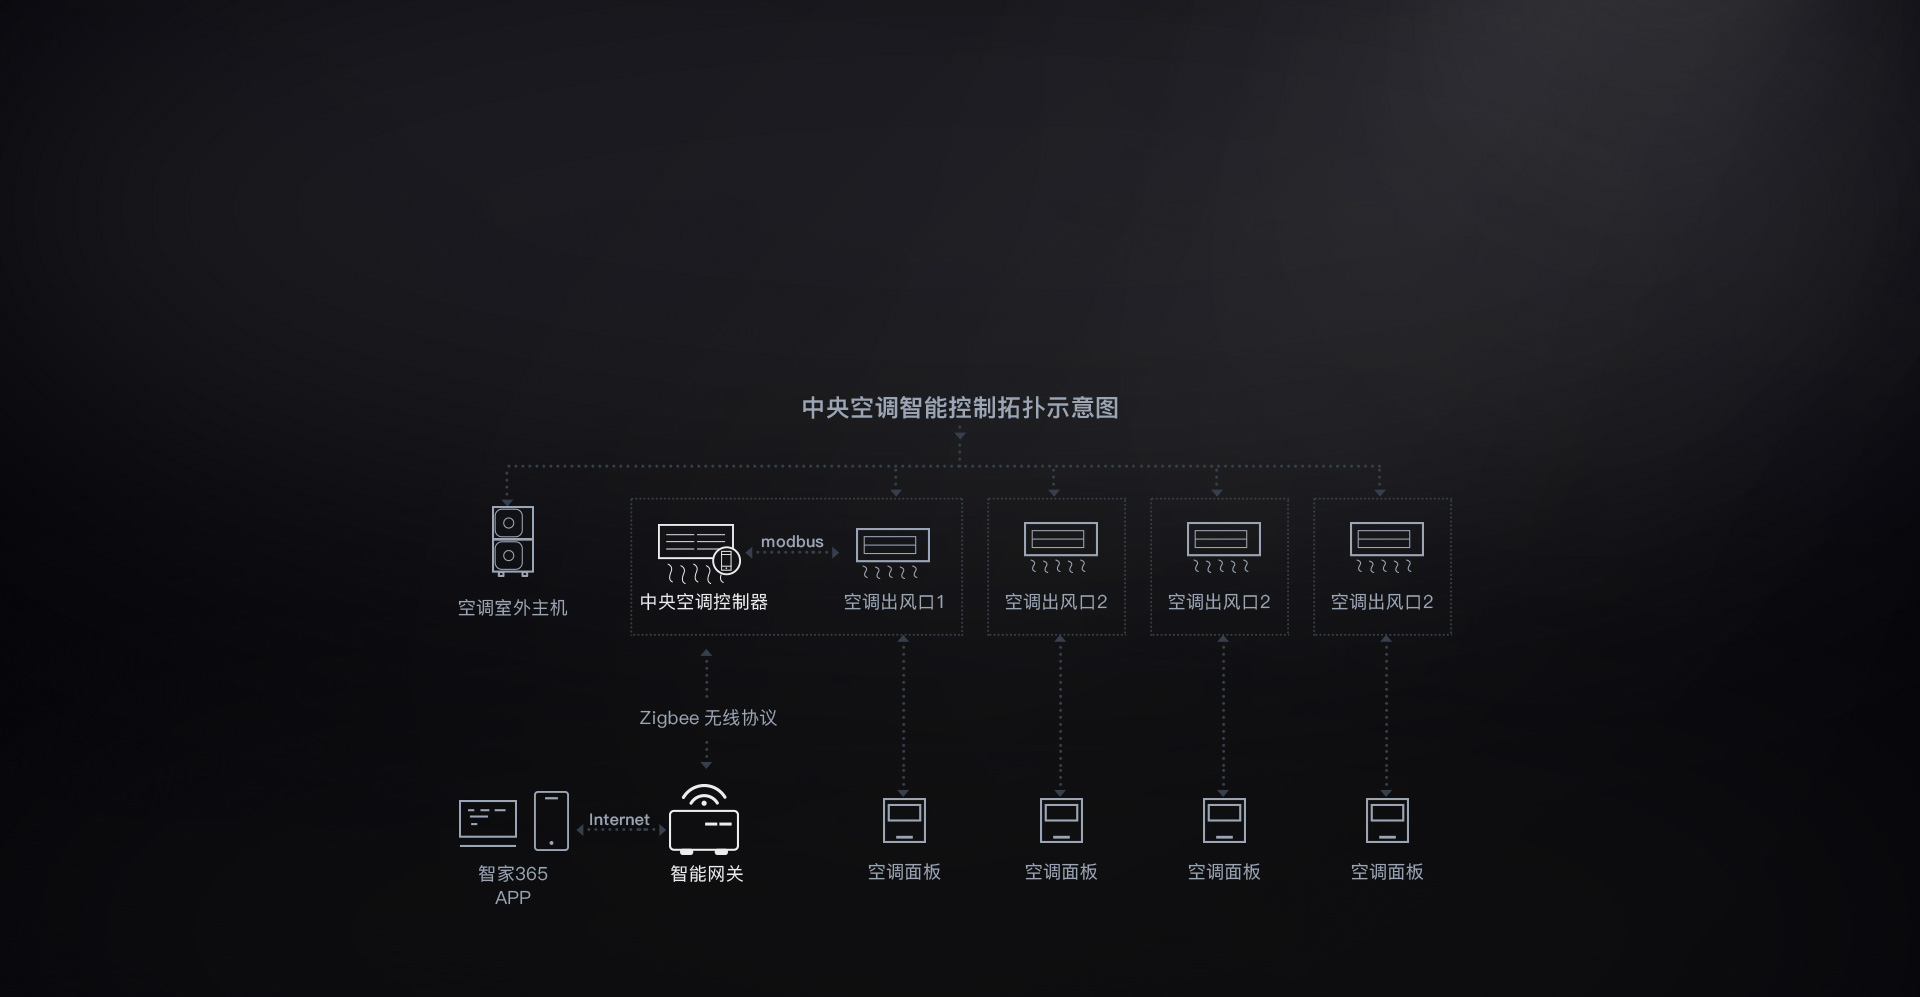 中央空调智能控制拓扑示意图
modbus
空调室外主机
中央空调控制器
空调出风口1
空调出风口2
空调出风口2
空调出风口2
Zigbee 无线协议
Internet
智家365
APP
智能网关
空调面板
空调面板
空调面板
空调面板